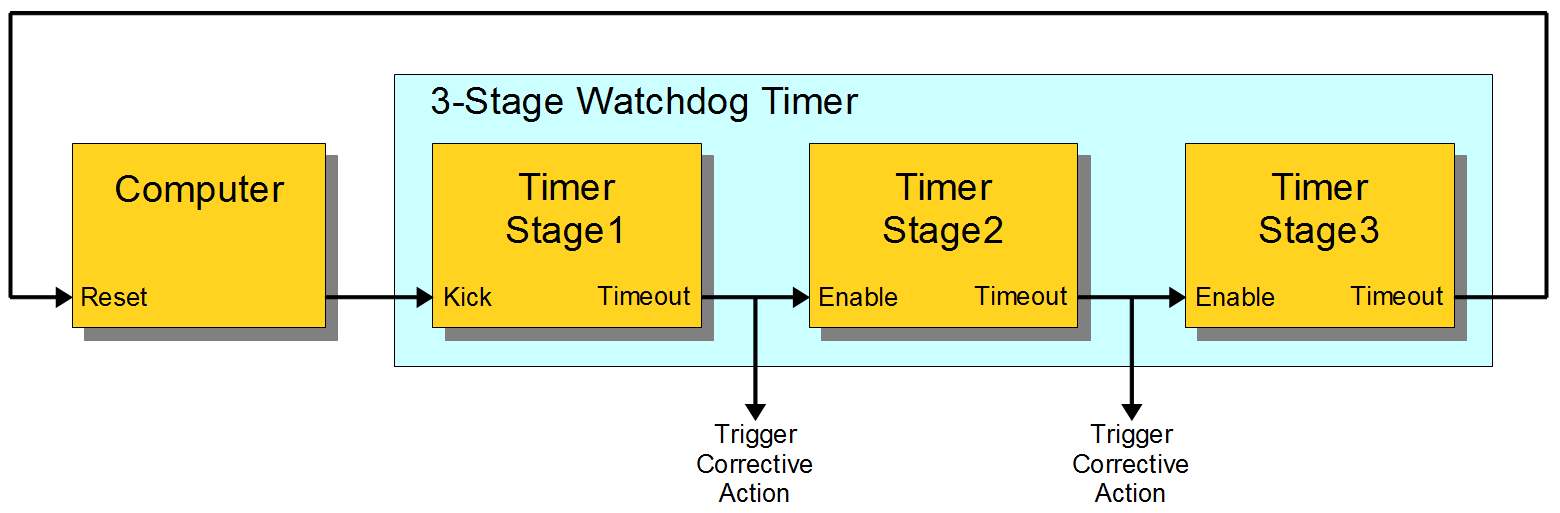 3-Stage Watchdog Timer
Computer
Timer
Stage1
Timer
Stage2
Timer
Stage3
Reset
Kick
Timeout
Enable
Timeout
Enable
Timeout
Trigger
Corrective
Action
Trigger
Corrective
Action